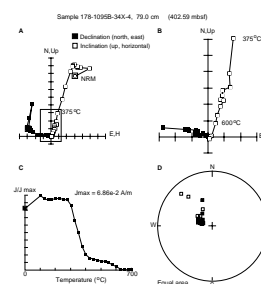 Sample 178-1095B-34X-4, 79.0 cm (402.59 mbsf)
Declination (north, east)
Inclination (up, horizontal)
A
N,Up
NRM
375°C
E,H
B
N,Up
375°C
600°C
E
C
J/J max
Jmax = 6.86e-2 A/m
0
0
700
Temperature (°C)
D
N
W
S
Equal area